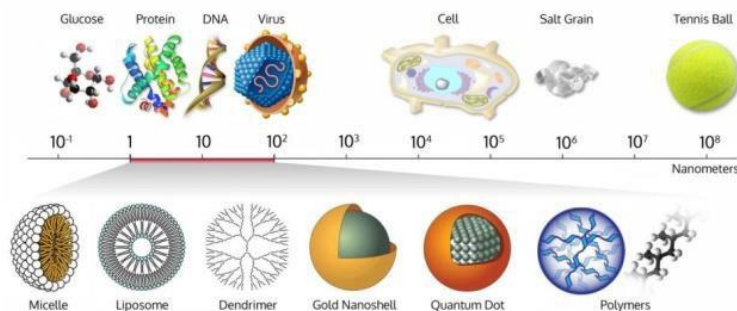 Glucose Protein DNA Virus Cell Salt Grain Tennis Ball
10⁻¹ 1 10 10² 10³ 10⁴ 10⁵ 10⁶ 10⁷ 10⁸
Nanometers
Micelle Liposome Dendrimer Gold Nanoshell Quantum Dot Polymers